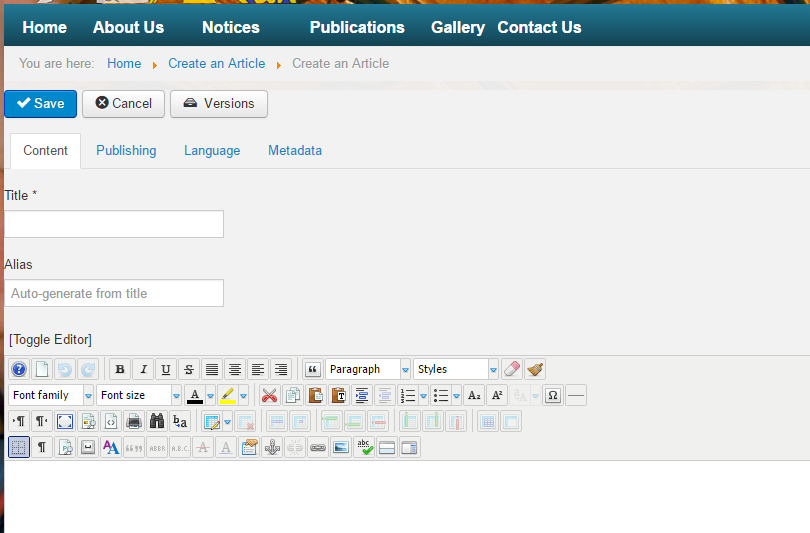 Home About Us Notices Publications Gallery Contact Us
You are here: Home Create an Article Create an Article
Save Cancel Versions
Content Publishing Language Metadata
Title *
Alias
Auto-generate from title
[Toggle Editor]
B I U S Paragraph Styles
Font family Font size A A₂ A² Ω
b a
A A ABBR A.B.C. A A abc